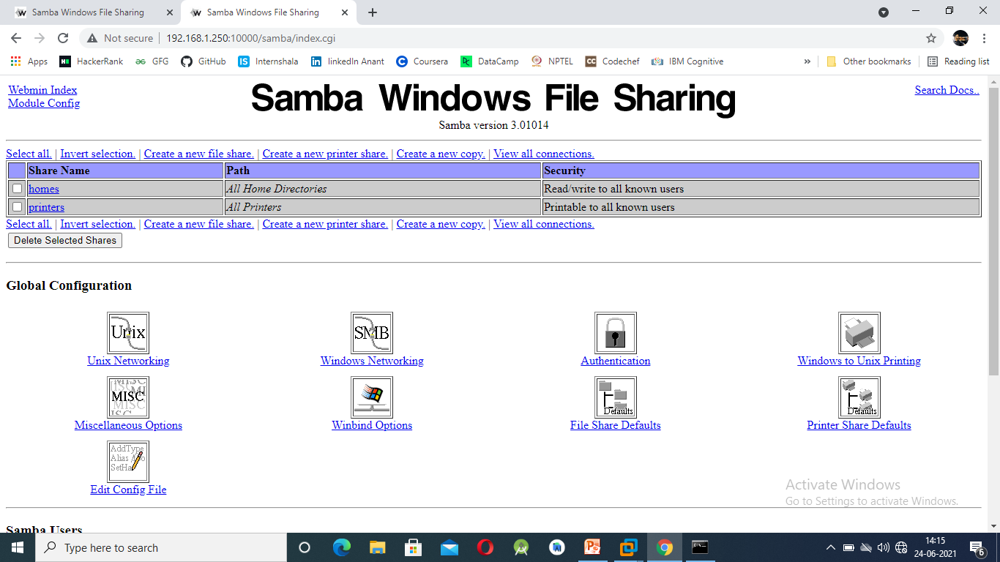 Samba Windows File Sharing
Samba Windows File Sharing
Not secure | 192.168.1.250:10000/samba/index.cgi
Apps HackerRank GFG GitHub Internshala linkedIn Anant Coursera DataCamp NPTEL Codechef IBM Cognitive » Other bookmarks Reading list
Webmin Index
Module Config
Samba Windows File Sharing
Search Docs..
Samba version 3.01014
Select all. | Invert selection. | Create a new file share. | Create a new printer share. | Create a new copy. | View all connections.
Share Name Path Security
homes All Home Directories Read/write to all known users
printers All Printers Printable to all known users
Select all. | Invert selection. | Create a new file share. | Create a new printer share. | Create a new copy. | View all connections.
Delete Selected Shares
Global Configuration
Unix SMB
Unix Networking Windows Networking Authentication Windows to Unix Printing
MISC Defaults Defaults
Miscellaneous Options Winbind Options File Share Defaults Printer Share Defaults
AddType
Alias
SetHa
Edit Config File
Activate Windows
Go to Settings to activate Windows.
Samba Users
Type here to search
14:15
24-06-2021
6